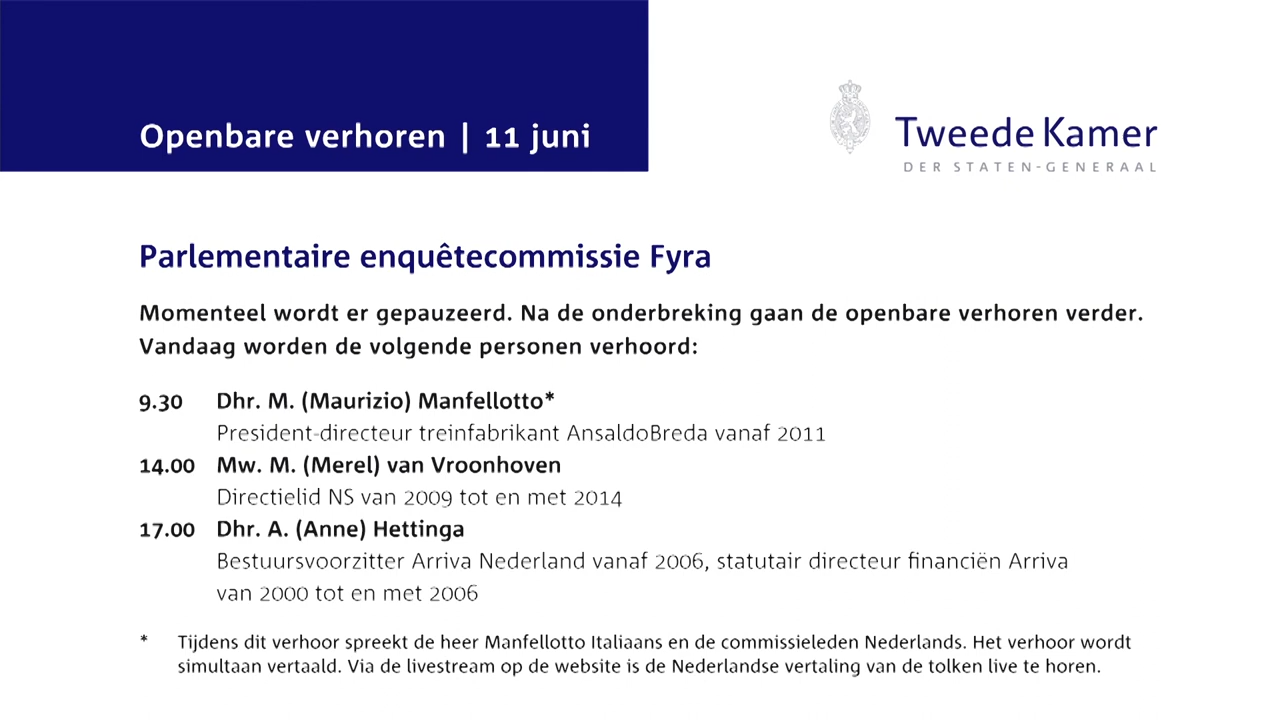 Openbare verhoren | 11 juni
Tweede Kamer
DER STATEN-GENERAAL
Parlementaire enquêtecommissie Fyra
Momenteel wordt er gepauzeerd. Na de onderbreking gaan de openbare verhoren verder.
Vandaag worden de volgende personen verhoord:
9.30 Dhr. M. (Maurizio) Manfellotto*
President-directeur treinfabrikant AnsaldoBreda vanaf 2011
14.00 Mw. M. (Merel) van Vroonhoven
Directielid NS van 2009 tot en met 2014
17.00 Dhr. A. (Anne) Hettinga
Bestuursvoorzitter Arriva Nederland vanaf 2006, statutair directeur financiën Arriva
van 2000 tot en met 2006
* Tijdens dit verhoor spreekt de heer Manfellotto Italiaans en de commissieleden Nederlands. Het verhoor wordt
simultaan vertaald. Via de livestream op de website is de Nederlandse vertaling van de tolken live te horen.